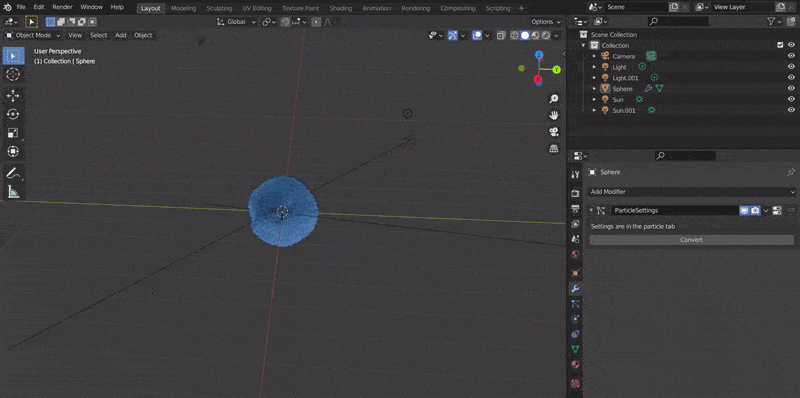 File Edit Render Window Help Layout Modeling Sculpting UV Editing Texture Paint Shading Animation Rendering Compositing Scripting + Scene View Layer
Global Options
Object Mode View Select Add Object
User Perspective
(1) Collection | Sphere
Z
Y
X
Scene Collection
Collection
Camera
Light
Light.001
Sphere
Sun
Sun.001
Sphere
Add Modifier
ParticleSettings
Settings are in the particle tab
Convert